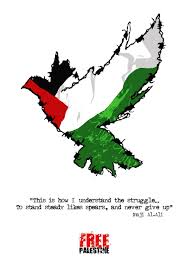 "This is how I understand the struggle..
To stand steady likes spears, and never give up"
Naji Al-Ali
FREE
PALESTINE